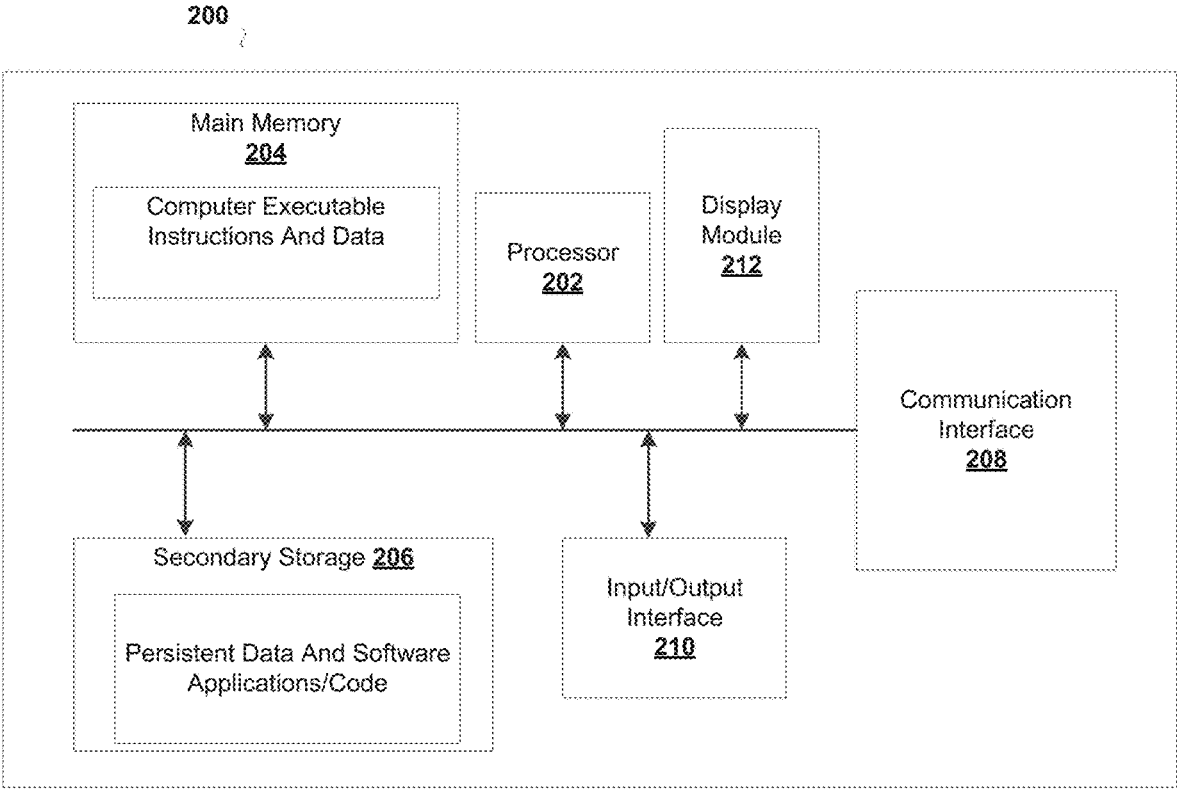 200
Main Memory
204
Computer Executable
Instructions And Data
Processor
202
Display
Module
212
Communication
Interface
208
Secondary Storage 206
Persistent Data And Software
Applications/Code
Input/Output
Interface
210